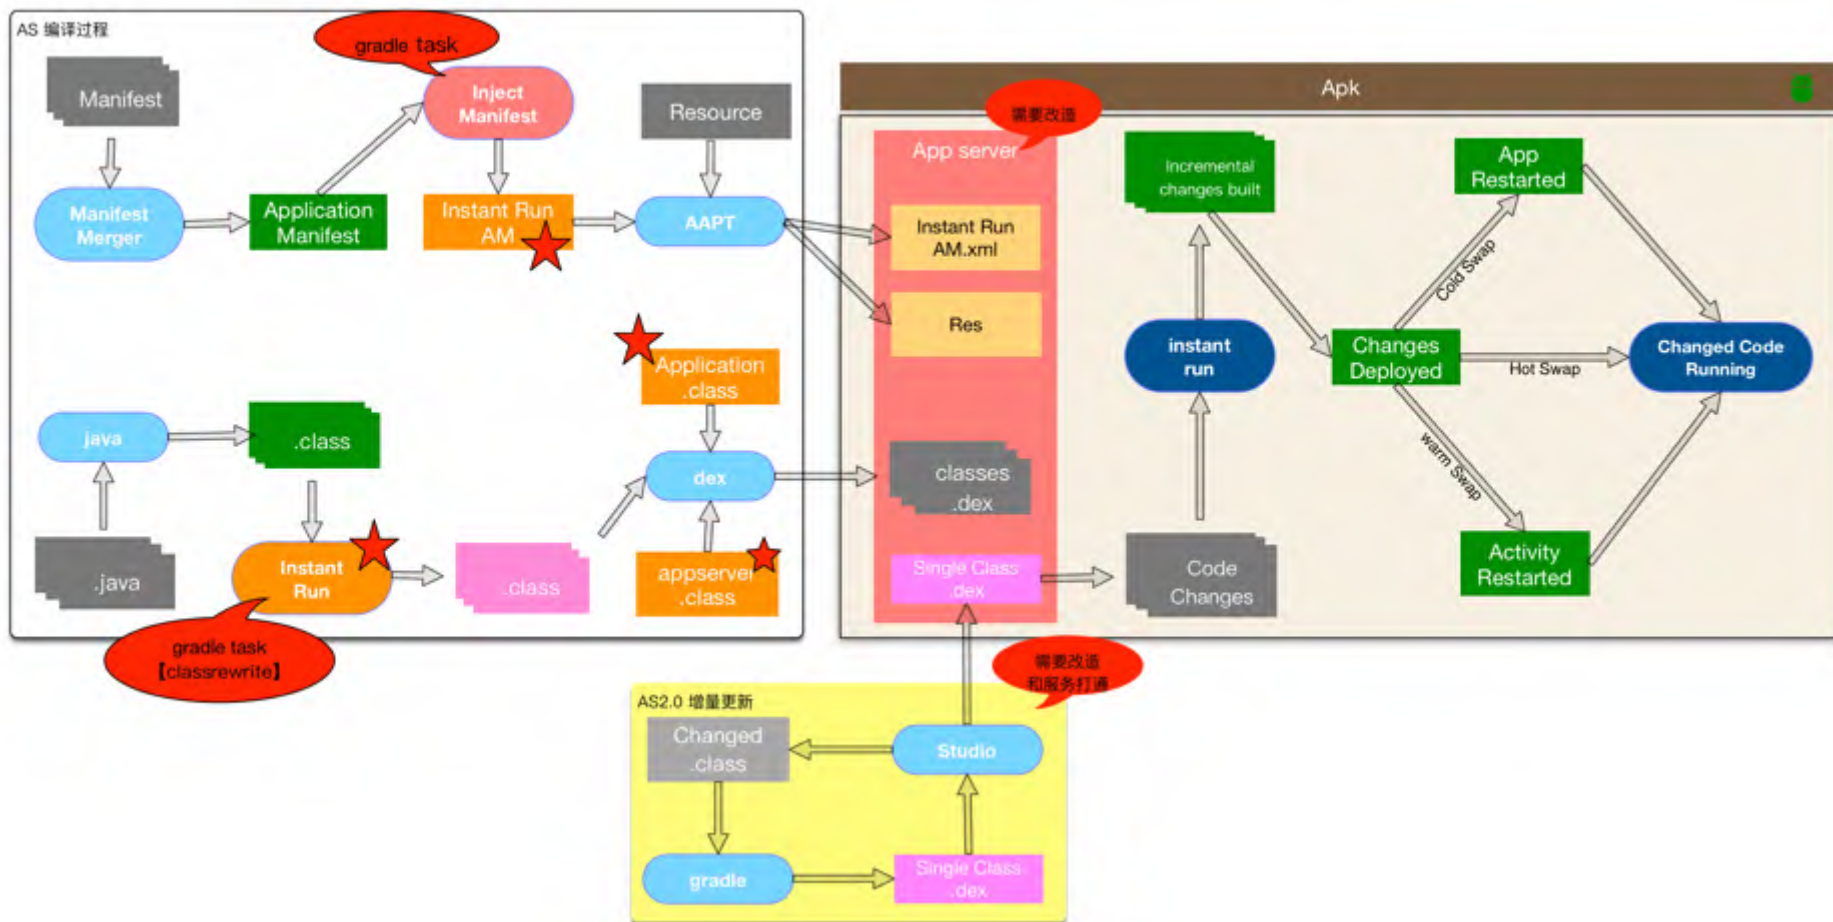 AS 编译过程
gradle task
Manifest
Inject
Manifest
Resource
Manifest
Merger
Application
Manifest
Instant Run
AM
AAPT
Application
.class
java
.class
dex
.java
Instant
Run
.class
appserver
.class
gradle task
【classrewrite】
Apk
需要改造
App server
Instant Run
AM.xml
Res
classes
.dex
Single Class
.dex
Incremental
changes built
instant
run
Code
Changes
App
Restarted
Cold Swap
Changes
Deployed
Hot Swap
Changed Code
Running
warm Swap
Activity
Restarted
需要改造
和服务打通
AS2.0 增量更新
Changed
.class
Studio
gradle
Single Class
.dex